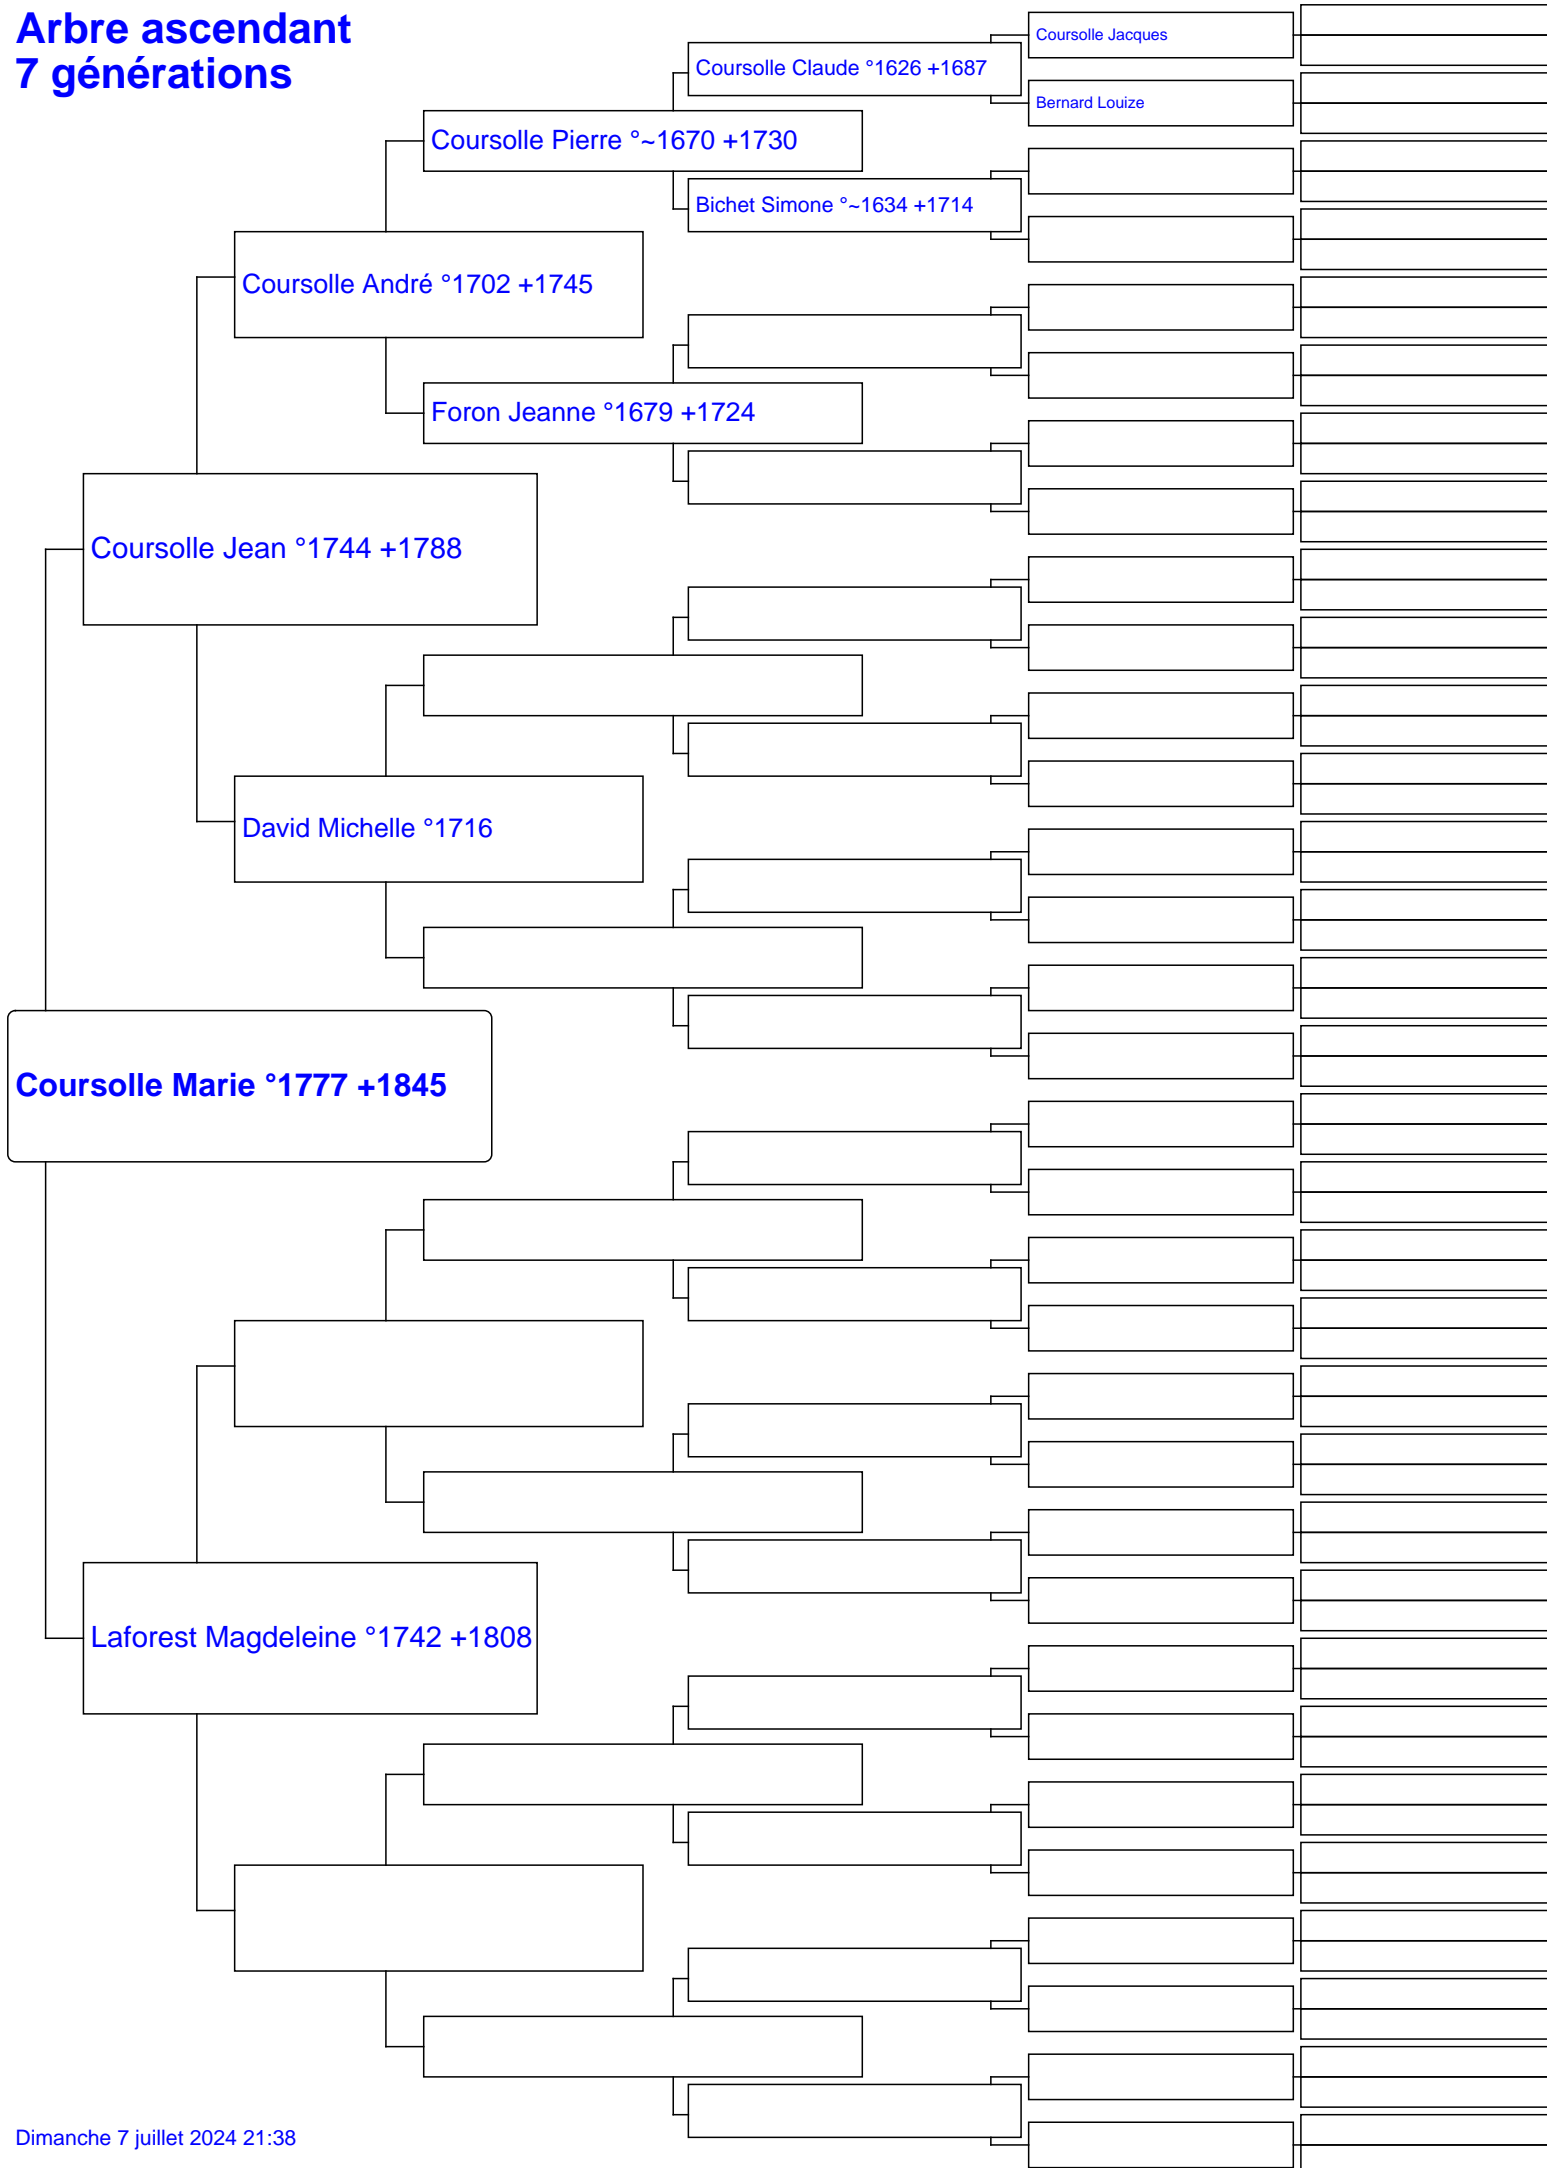 Arbre ascendant
7 générations
Coursolle Jacques
Coursolle Claude °1626 +1687
Bernard Louize
Coursolle Pierre °~1670 +1730
Bichet Simone °~1634 +1714
Coursolle André °1702 +1745
Foron Jeanne °1679 +1724
Coursolle Jean °1744 +1788
David Michelle °1716
Coursolle Marie °1777 +1845
Laforest Magdeleine °1742 +1808
Dimanche 7 juillet 2024 21:38